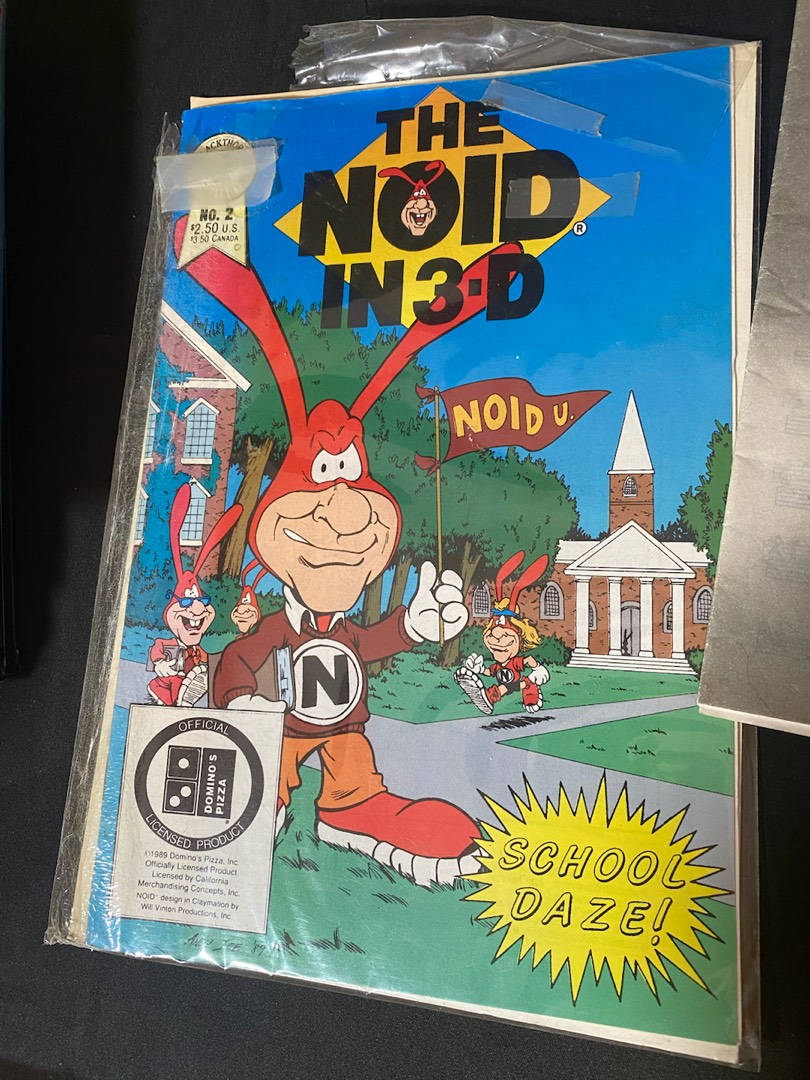 THE
NOID®
IN 3-D
NO. 2
$2.50 U.S.
$3.50 CANADA
NOID U.
N
N
OFFICIAL
DOMINO'S
PIZZA
LICENSED PRODUCT
©1989 Domino's Pizza, Inc.
Officially Licensed Product
Licensed by California
Merchandising Concepts, Inc.
NOID® design in Claymation by
Will Vinton Productions, Inc.
SCHOOL
DAZE!